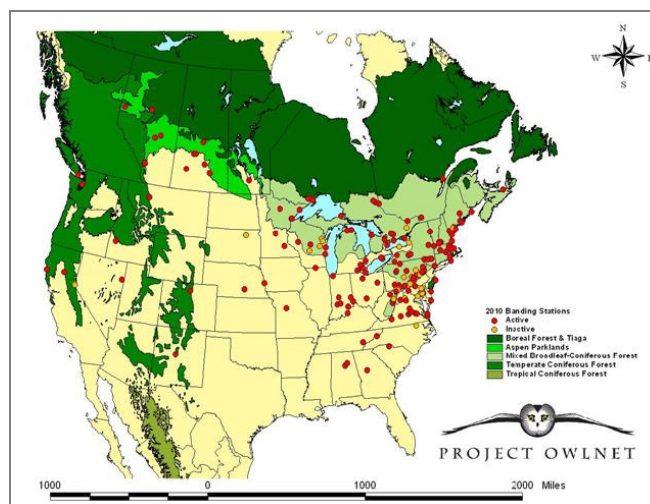 N
W
E
S
2010 Banding Stations
Active
Inactive
Boreal Forest & Tiaga
Aspen Parklands
Mixed Broadleaf-Coniferous Forest
Temperate Coniferous Forest
Tropical Coniferous Forest
PROJECT OWLNET
1000 0 1000 2000 Miles